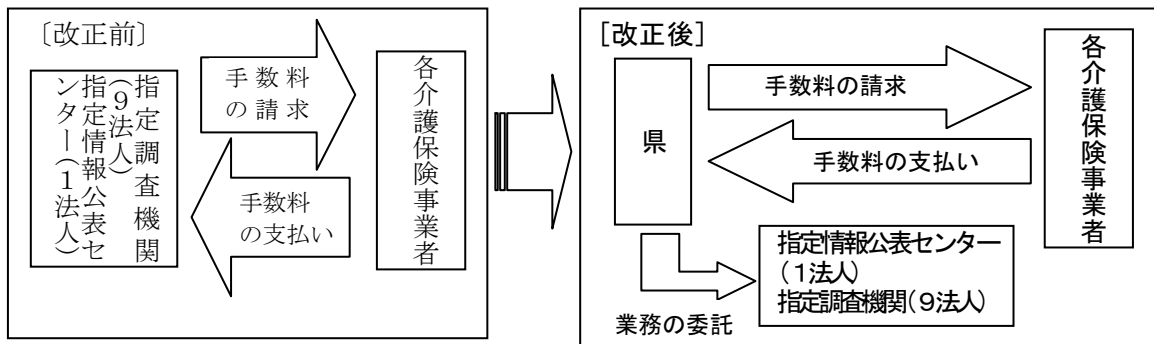 〔改正前〕
指定調査機関
(9法人)
指定情報公表セ
ンター(1法人)
手数料
の請求
手数料
の支払い
各介護保険事業者
[改正後]
県
手数料の請求
手数料の支払い
各介護保険事業者
業務の委託
指定情報公表センター
(1法人)
指定調査機関(9法人)